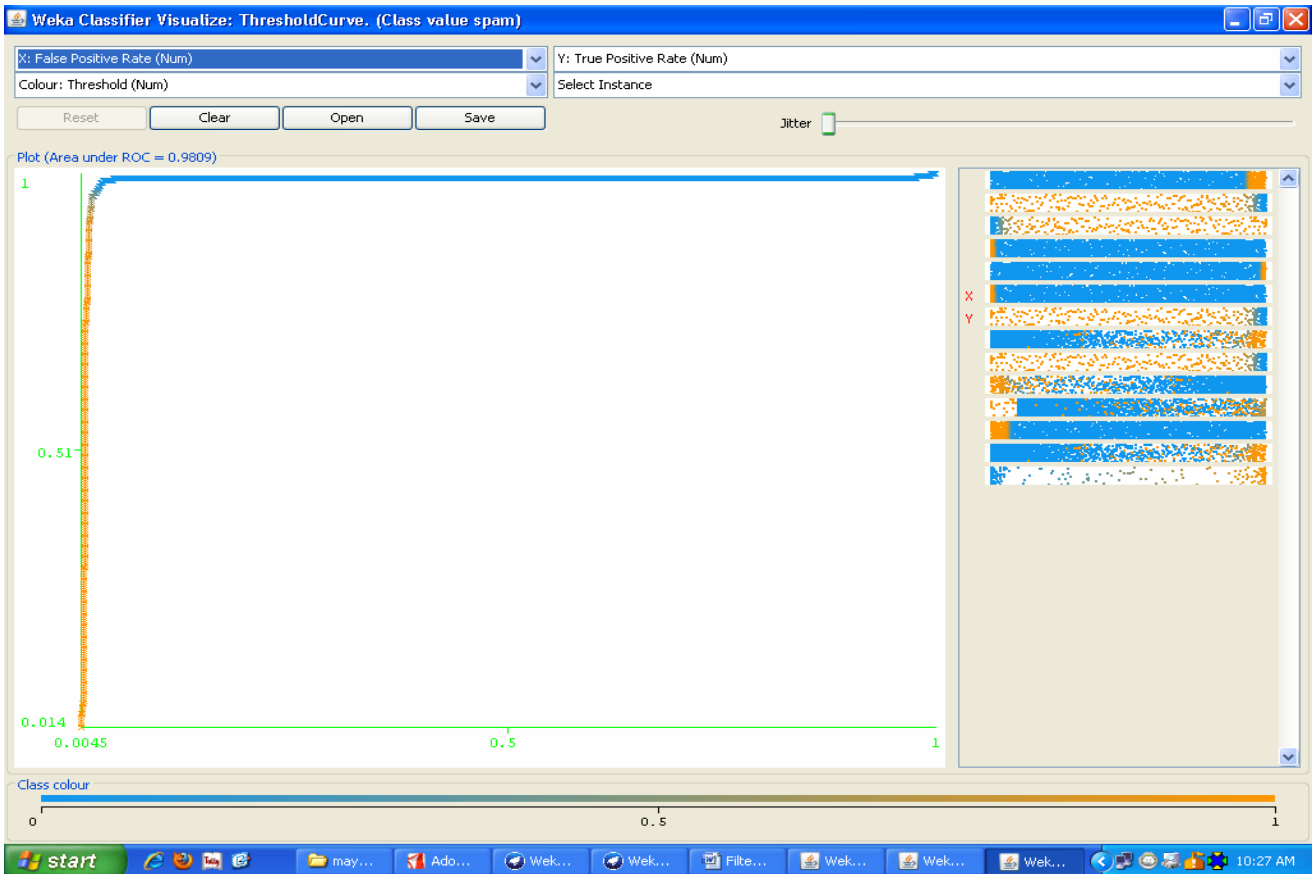 Weka Classifier Visualize: ThresholdCurve. (Class value spam)
X: False Positive Rate (Num)
Y: True Positive Rate (Num)
Colour: Threshold (Num)
Select Instance
Reset
Clear
Open
Save
Jitter
Plot (Area under ROC = 0.9809)
1
X
Y
0.51
0.014
0.0045
0.5
1
Class colour
0
0.5
1
start
may...
Ado...
Wek...
Wek...
Filte...
Wek...
Wek...
Wek...
10:27 AM